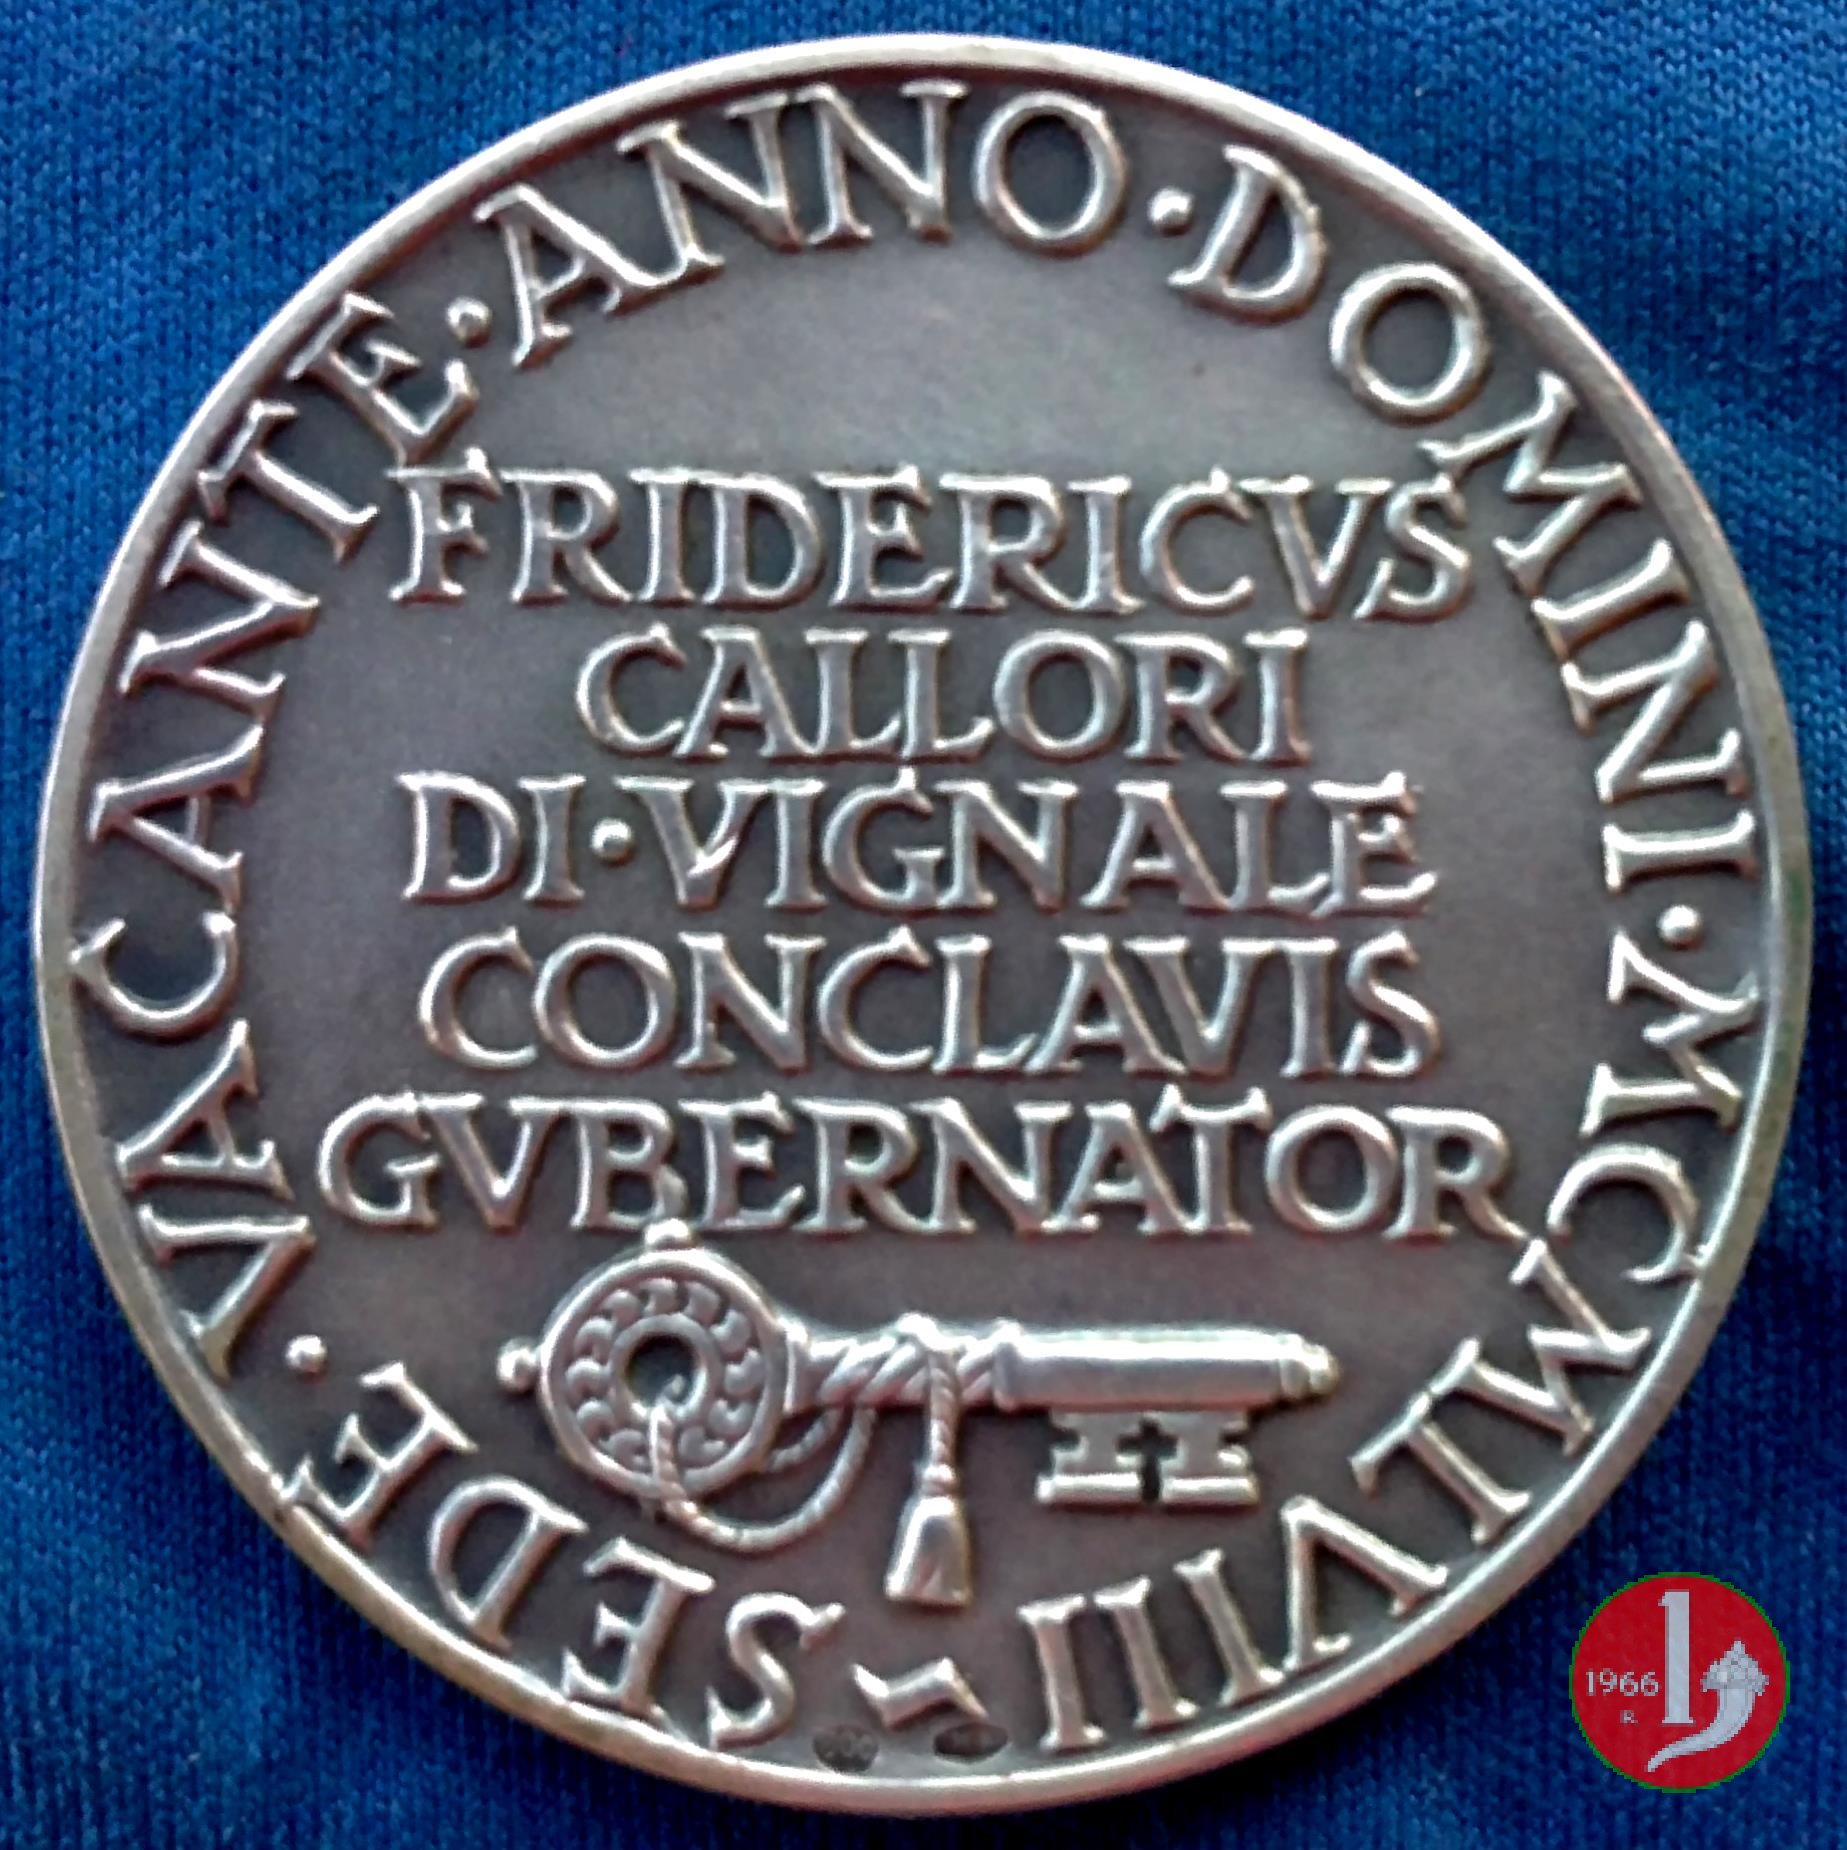 SEDE · VACANTE · ANNO · DOMINI · MCMLVIII
FRIDERICVS
CALLORI
DI · VIGNALE
CONCLAVIS
GVBERNATOR
1966
R